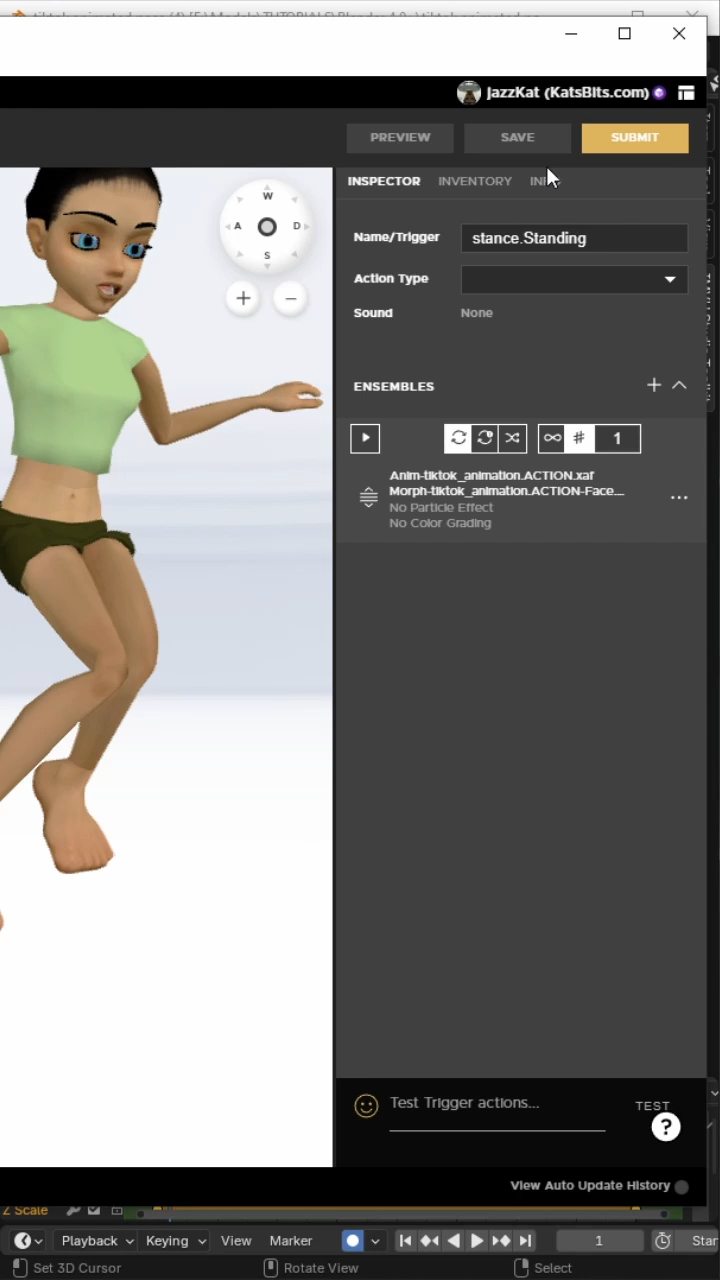 JazzKat (KatsBits.com)
PREVIEW SAVE SUBMIT
INSPECTOR INVENTORY
W
A D
S
Name/Trigger stance.Standing
Action Type
Sound None
ENSEMBLES
# 1
Anim-tiktok_animation.ACTION.xaf
Morph-tiktok_animation.ACTION-Face....
No Particle Effect
No Color Grading
Test Trigger actions...
TEST
?
View Auto Update History
Z Scale
Playback Keying View Marker 1 Star
Set 3D Cursor Rotate View Select